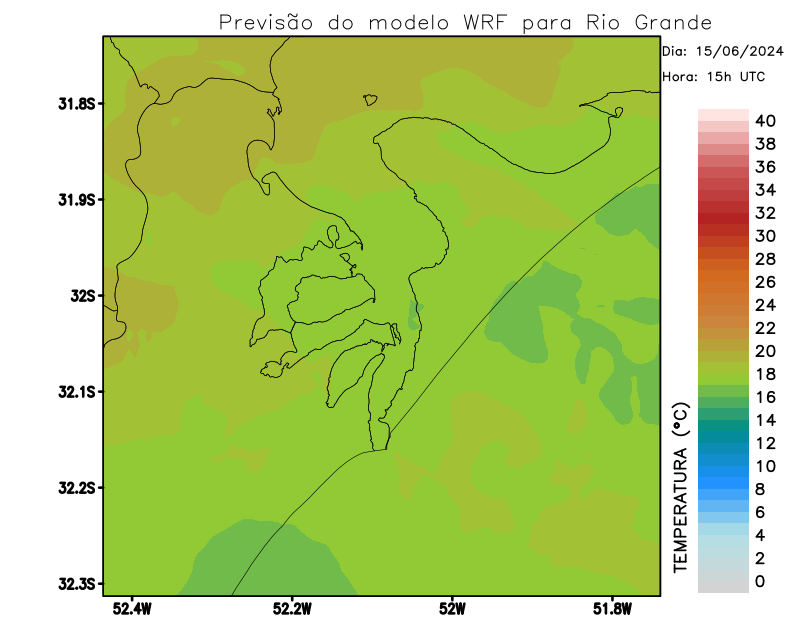 Previsão do modelo WRF para Rio Grande
Dia: 15/06/2024
Hora: 15h UTC
31.8S
31.9S
32S
32.1S
32.2S
32.3S
52.4W
52.2W
52W
51.8W
TEMPERATURA (°C)
40
38
36
34
32
30
28
26
24
22
20
18
16
14
12
10
8
6
4
2
0